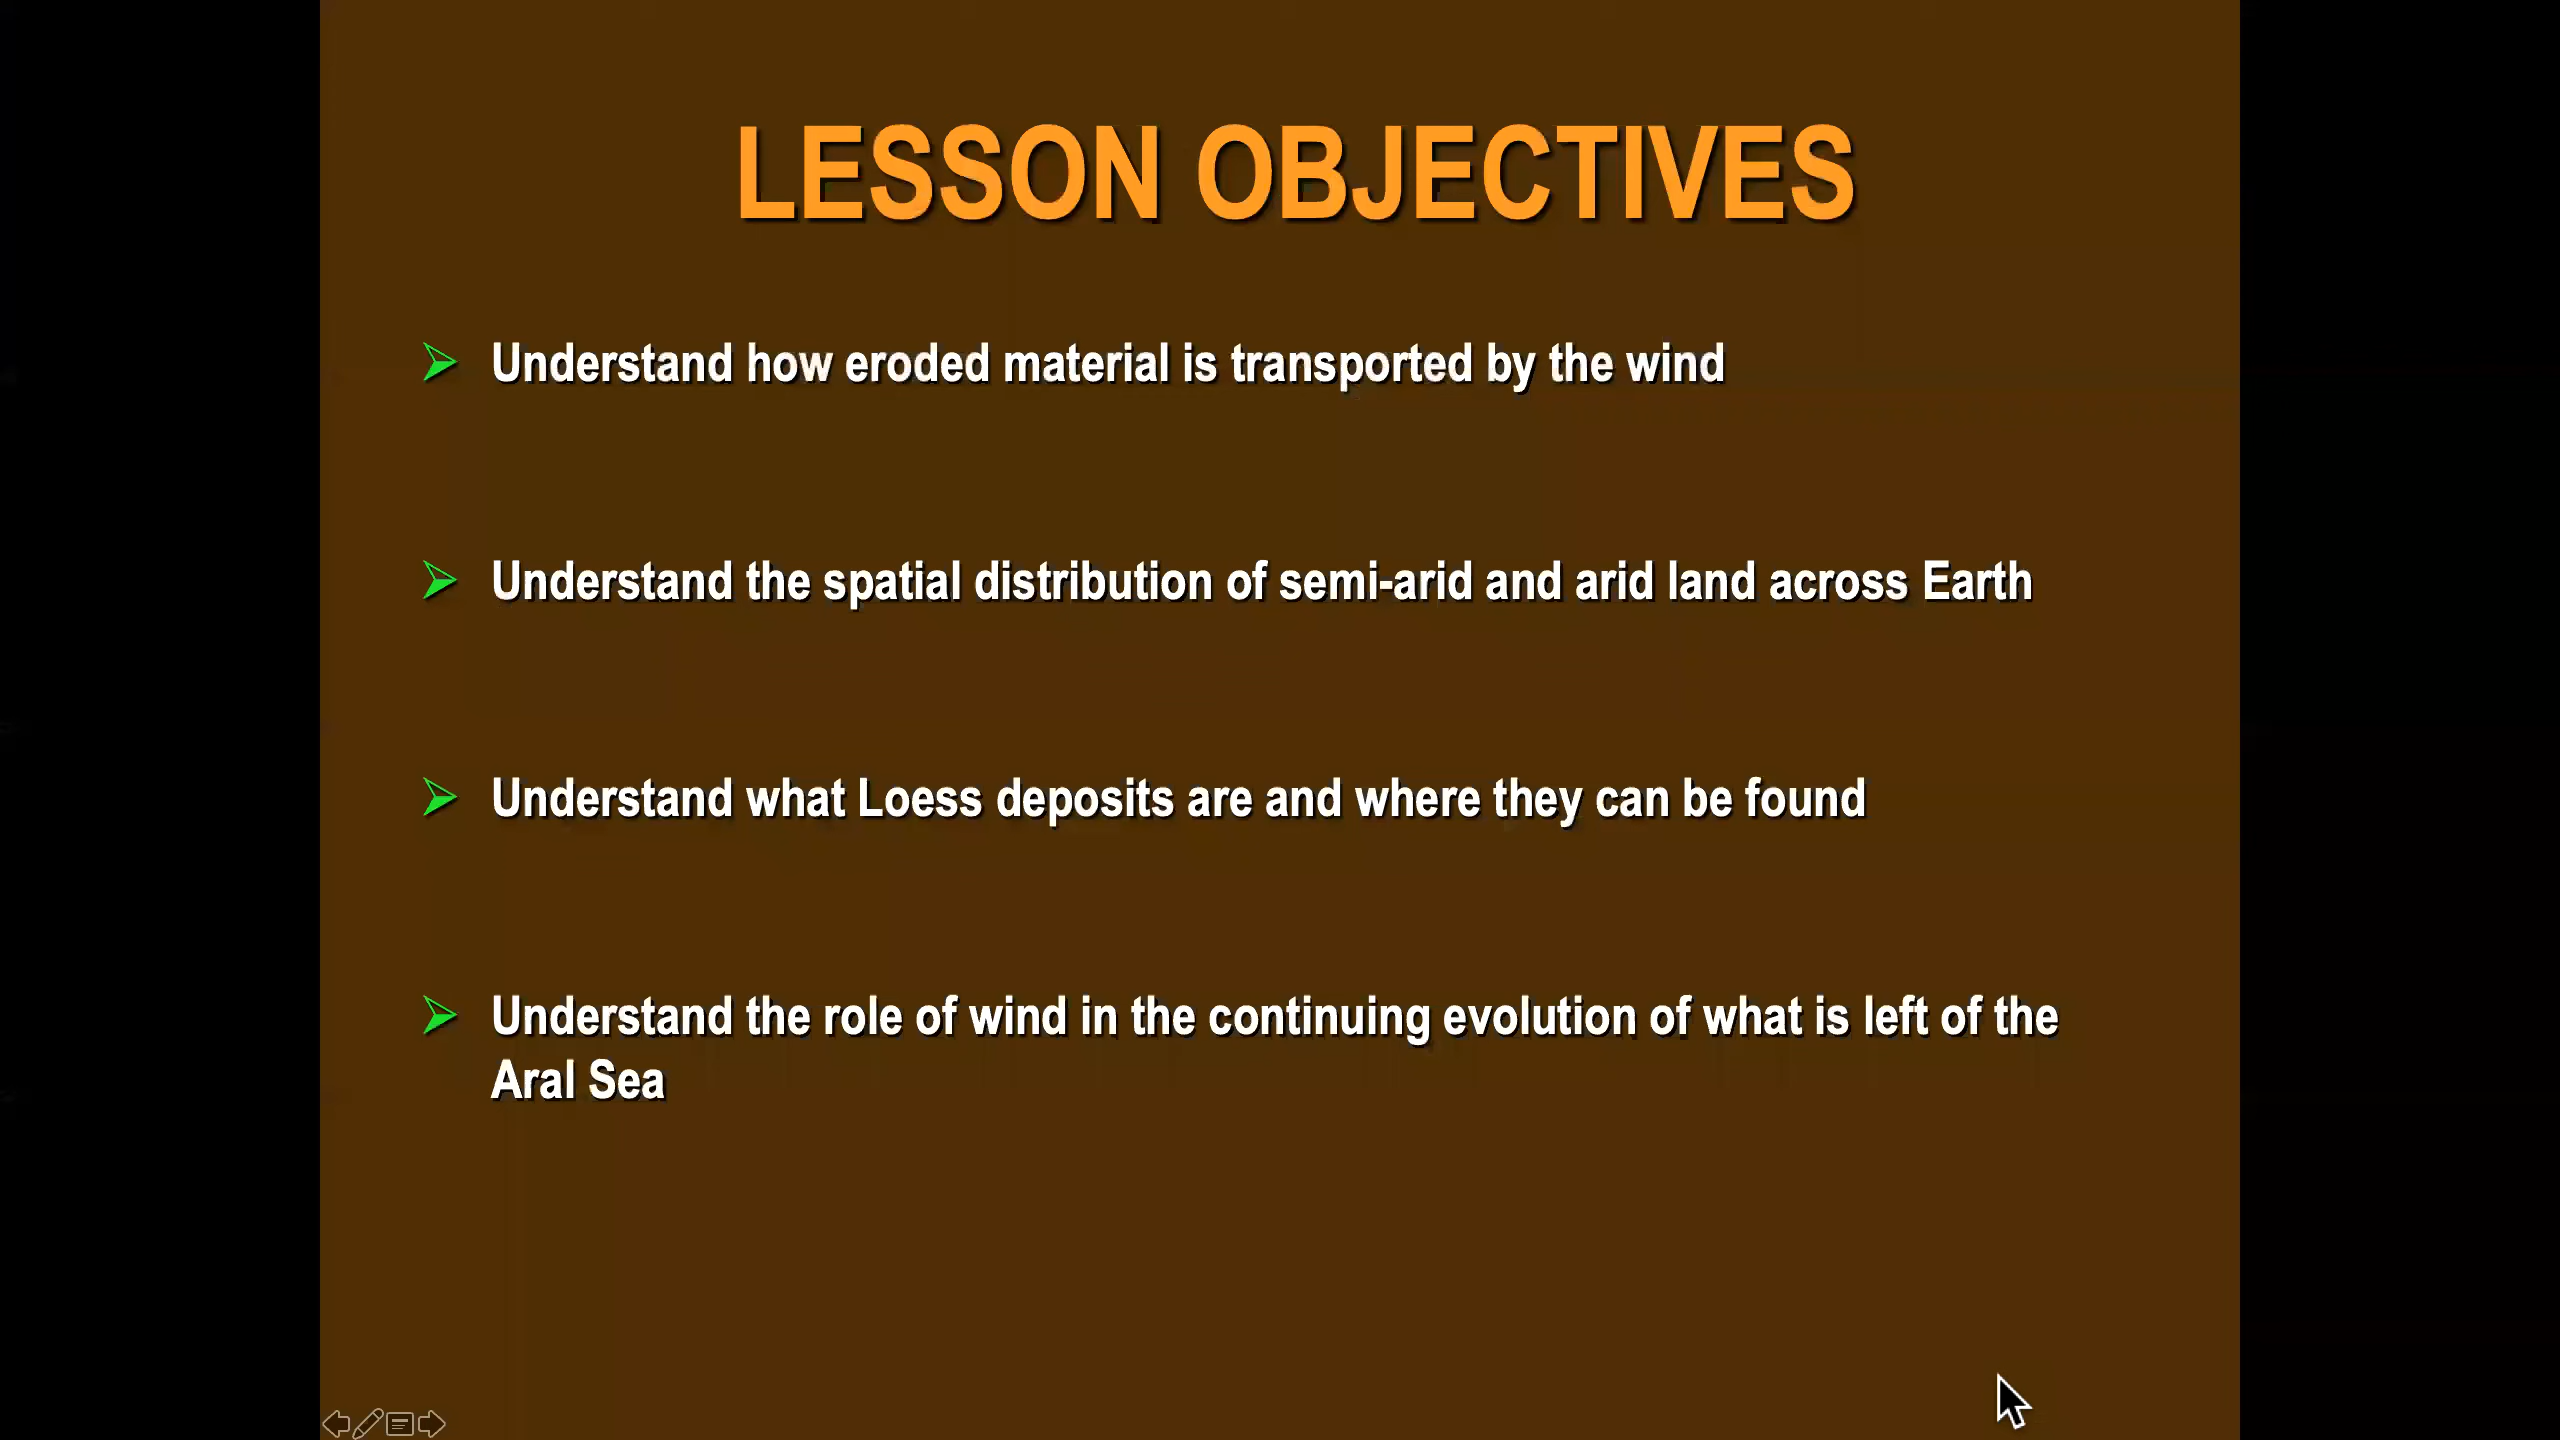 LESSON OBJECTIVES
Understand how eroded material is transported by the wind
Understand the spatial distribution of semi-arid and arid land across Earth
Understand what Loess deposits are and where they can be found
Understand the role of wind in the continuing evolution of what is left of the
Aral Sea